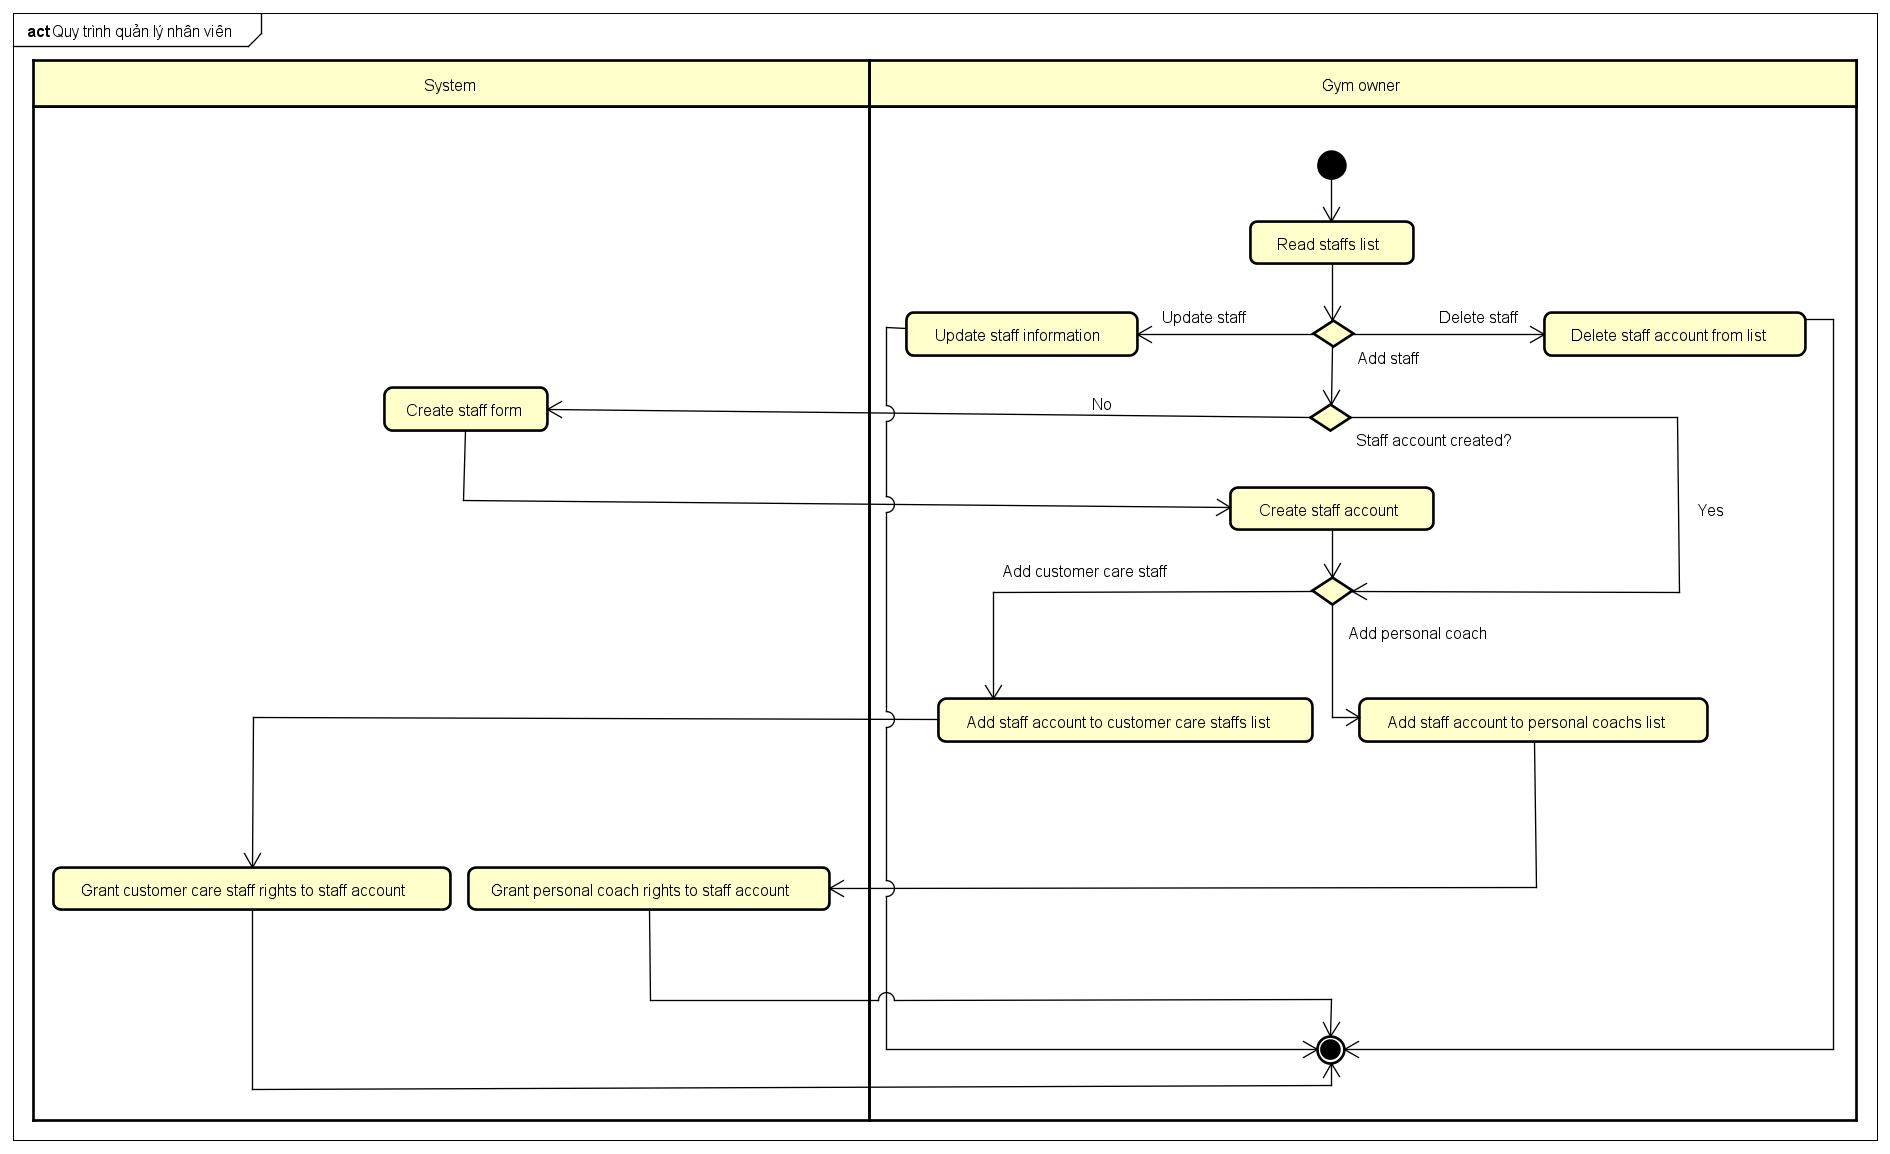 act Quy trình quản lý nhân viên
System
Gym owner
Read staffs list
Update staff
Delete staff
Update staff information
Delete staff account from list
Add staff
Create staff form
No
Staff account created?
Create staff account
Yes
Add customer care staff
Add personal coach
Add staff account to customer care staffs list
Add staff account to personal coachs list
Grant customer care staff rights to staff account
Grant personal coach rights to staff account